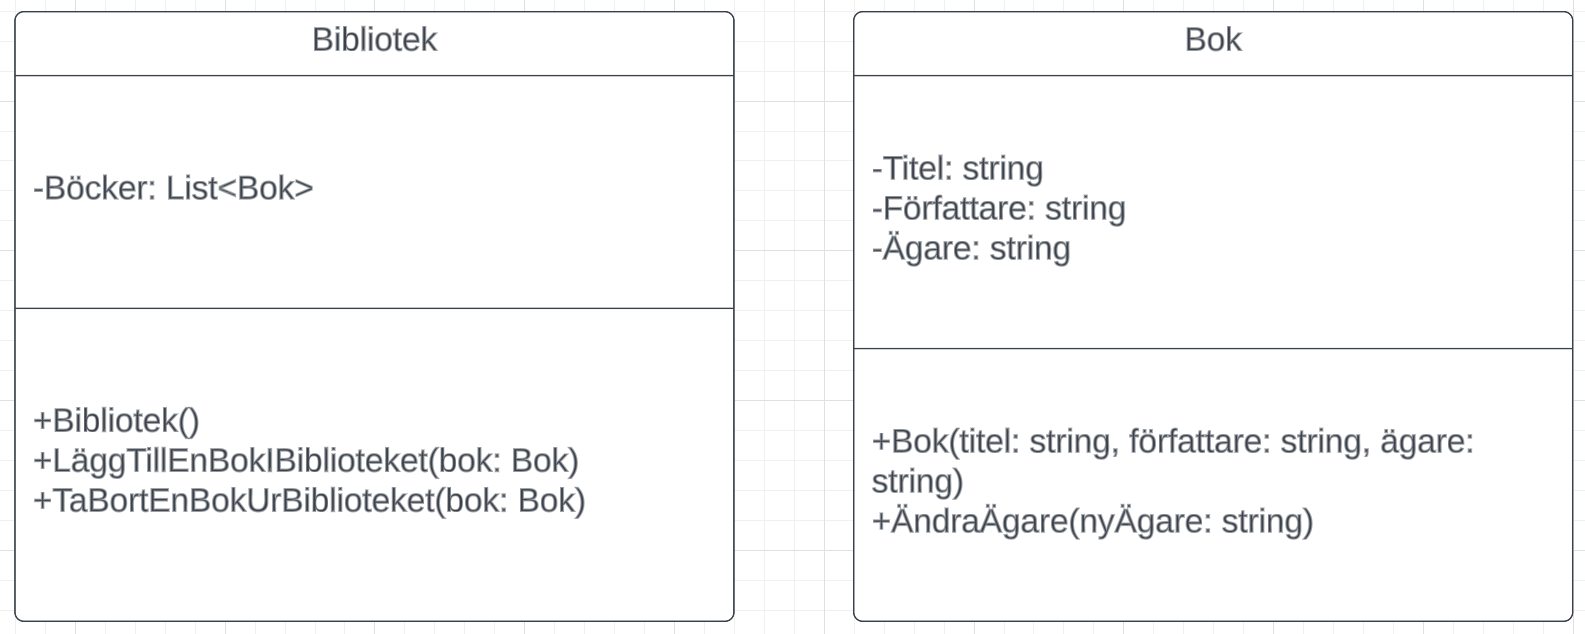 Bibliotek
-Böcker: List<Bok>
+Bibliotek()
+LäggTillEnBokIBiblioteket(bok: Bok)
+TaBortEnBokUrBiblioteket(bok: Bok)
Bok
-Titel: string
-Författare: string
-Ägare: string
+Bok(titel: string, författare: string, ägare:
string)
+ÄndraÄgare(nyÄgare: string)